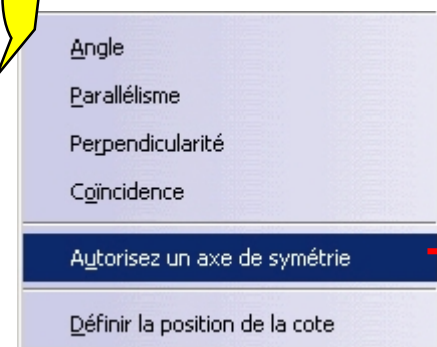 Angle
Parallélisme
Perpendicularité
Coïncidence
Autorisez un axe de symétrie
Définir la position de la cote